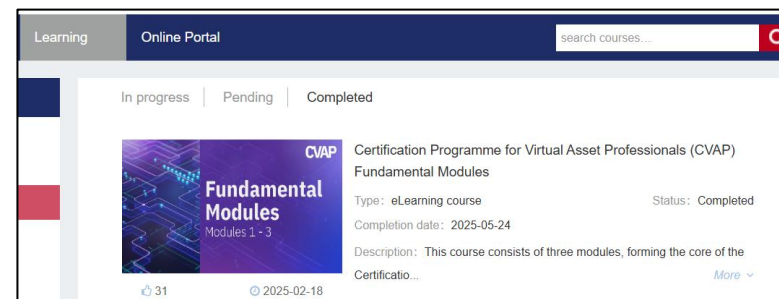 Learning
Online Portal
search courses...
In progress
Pending
Completed
CVAP
Fundamental
Modules
Modules 1 - 3
31
2025-02-18
Certification Programme for Virtual Asset Professionals (CVAP)
Fundamental Modules
Type: eLearning course
Status: Completed
Completion date: 2025-05-24
Description: This course consists of three modules, forming the core of the
Certificatio...
More